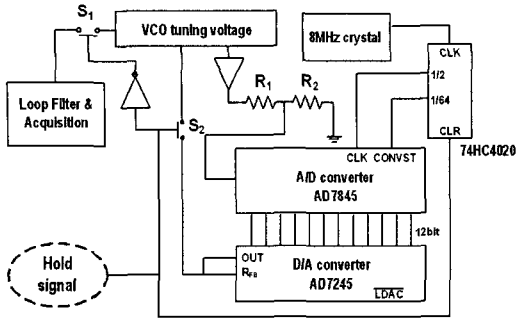 S1
VCO tuning voltage
8MHz crystal
CLK
1/2
1/64
CLR
74HC4020
Loop Filter &
Acquisition
S2
R1
R2
CLK CONVST
A/D converter
AD7845
12bit
Hold
signal
OUT
RFB
D/A converter
AD7245
LDAC